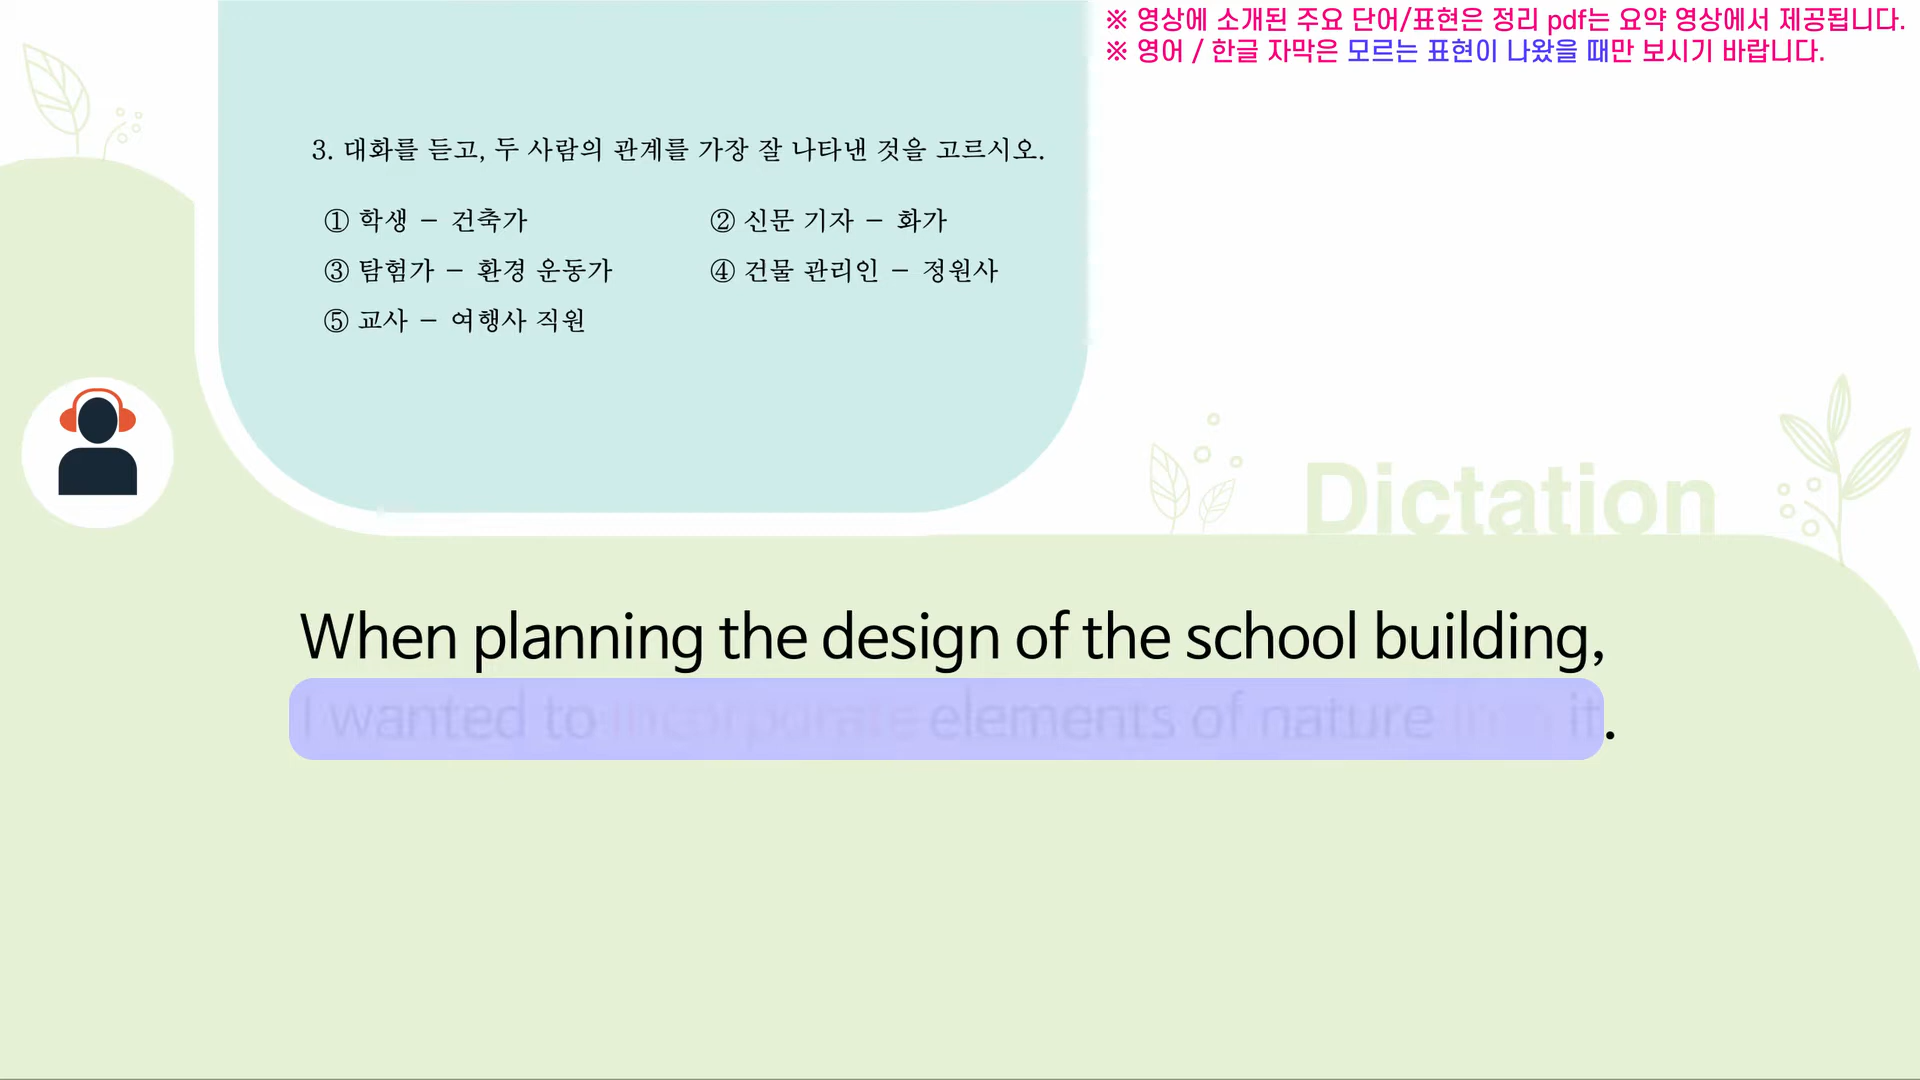 ※ 영상에 소개된 주요 단어/표현은 정리 pdf는 요약 영상에서 제공됩니다.
※ 영어 / 한글 자막은 모르는 표현이 나왔을 때만 보시기 바랍니다.
3. 대화를 듣고, 두 사람의 관계를 가장 잘 나타낸 것을 고르시오.
① 학생 － 건축가 ② 신문 기자 － 화가
③ 탐험가 － 환경 운동가 ④ 건물 관리인 － 정원사
⑤ 교사 － 여행사 직원
Dictation
When planning the design of the school building,
I wanted to incorporate elements of nature into it.